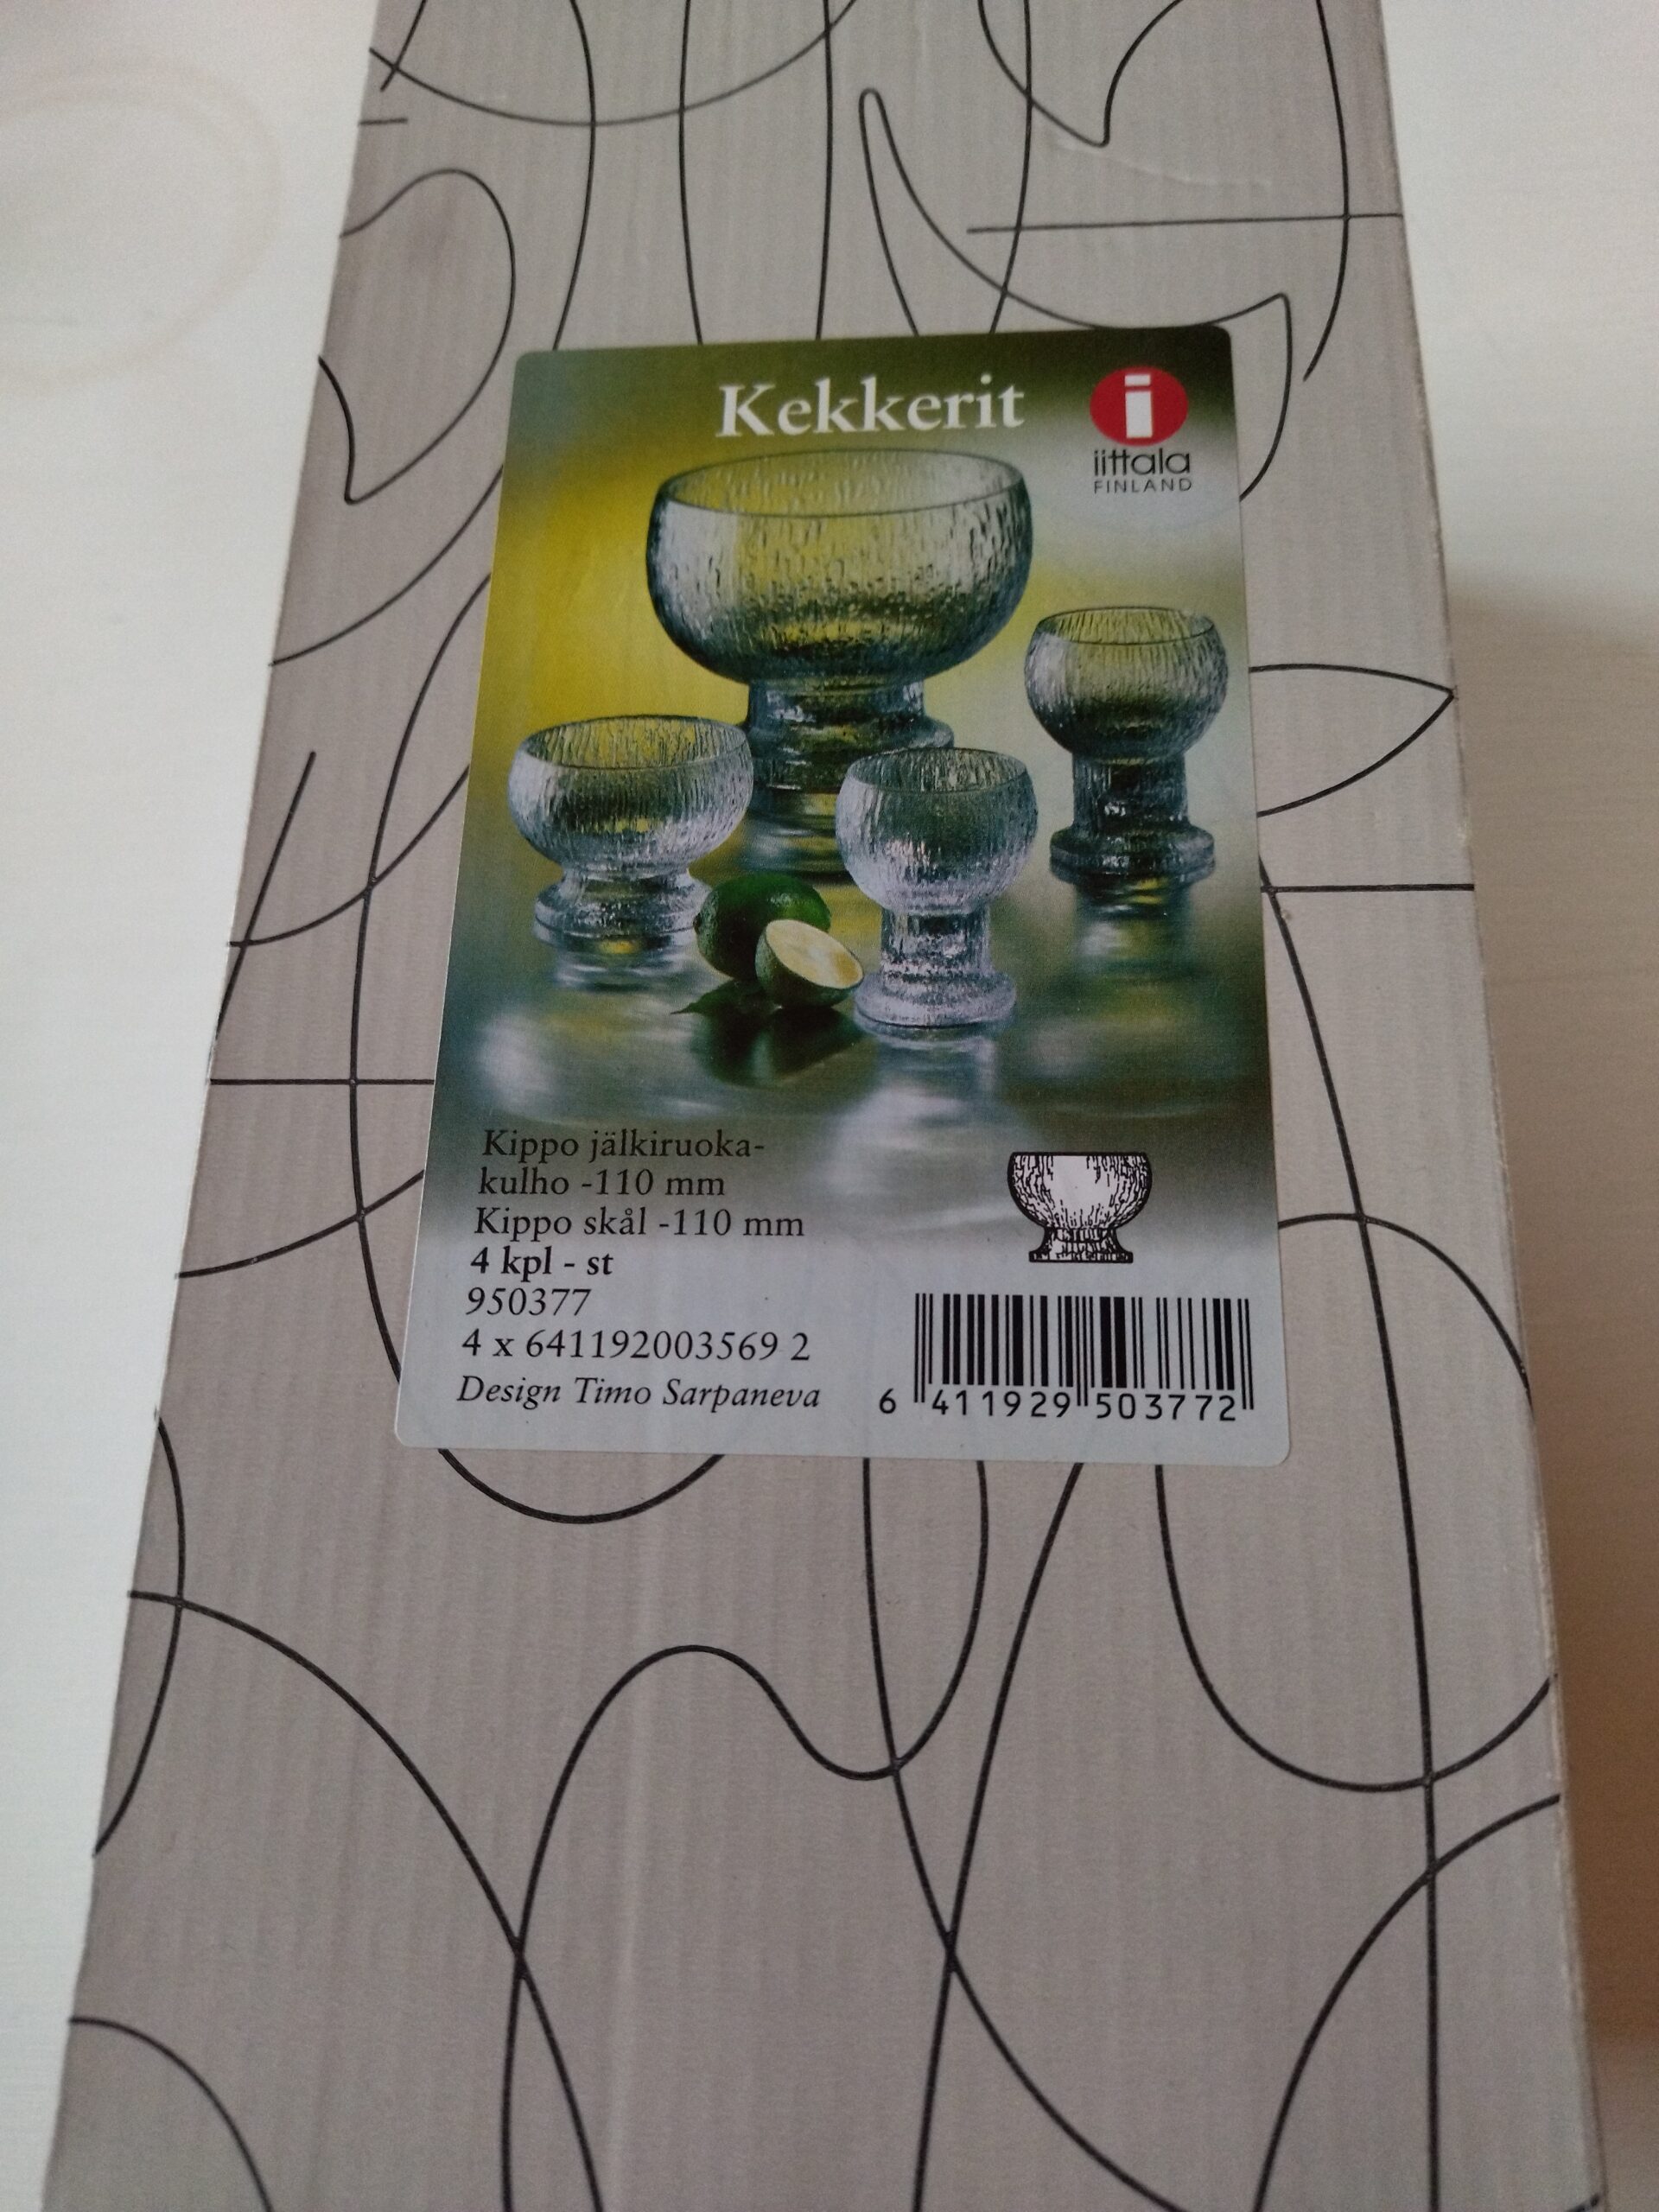 Kekkerit
i
iittala
FINLAND
Kippo jälkiruoka-
kulho -110 mm
Kippo skål -110 mm
4 kpl - st
950377
4 x 641192003569 2
Design Timo Sarpaneva
6 411929 503772